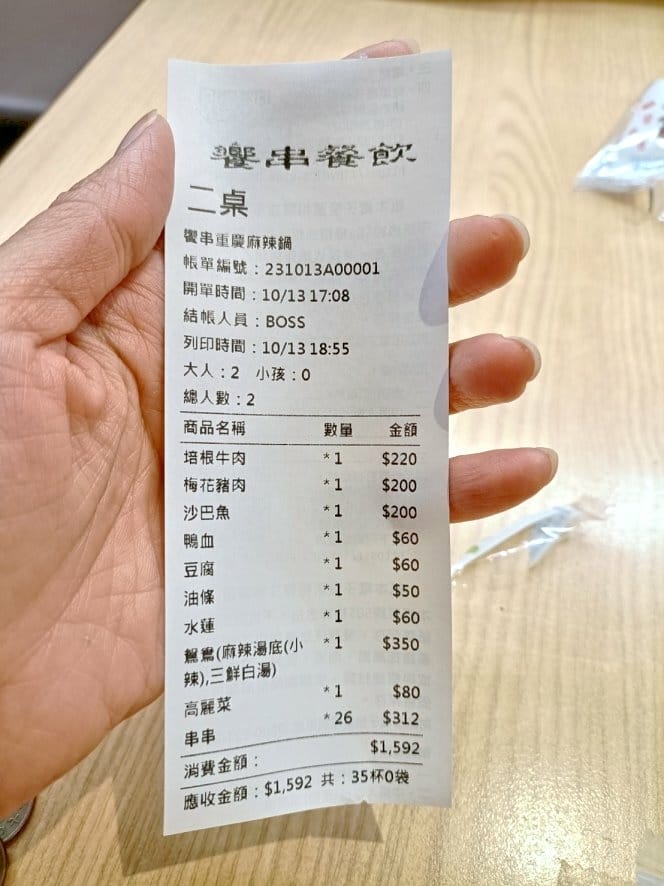 饗串餐飲
二桌
饗串重慶麻辣鍋
帳單編號：231013A00001
開單時間：10/13 17:08
結帳人員：BOSS
列印時間：10/13 18:55
大人：2 小孩：0
總人數：2
商品名稱 數量 金額
培根牛肉 *1 $220
梅花豬肉 *1 $200
沙巴魚 *1 $200
鴨血 *1 $60
豆腐 *1 $60
油條 *1 $50
水蓮 *1 $60
鴛鴦(麻辣湯底(小 *1 $350
辣),三鮮白湯)
高麗菜 *1 $80
串串 *26 $312
消費金額： $1,592
應收金額：$1,592 共：35杯0袋